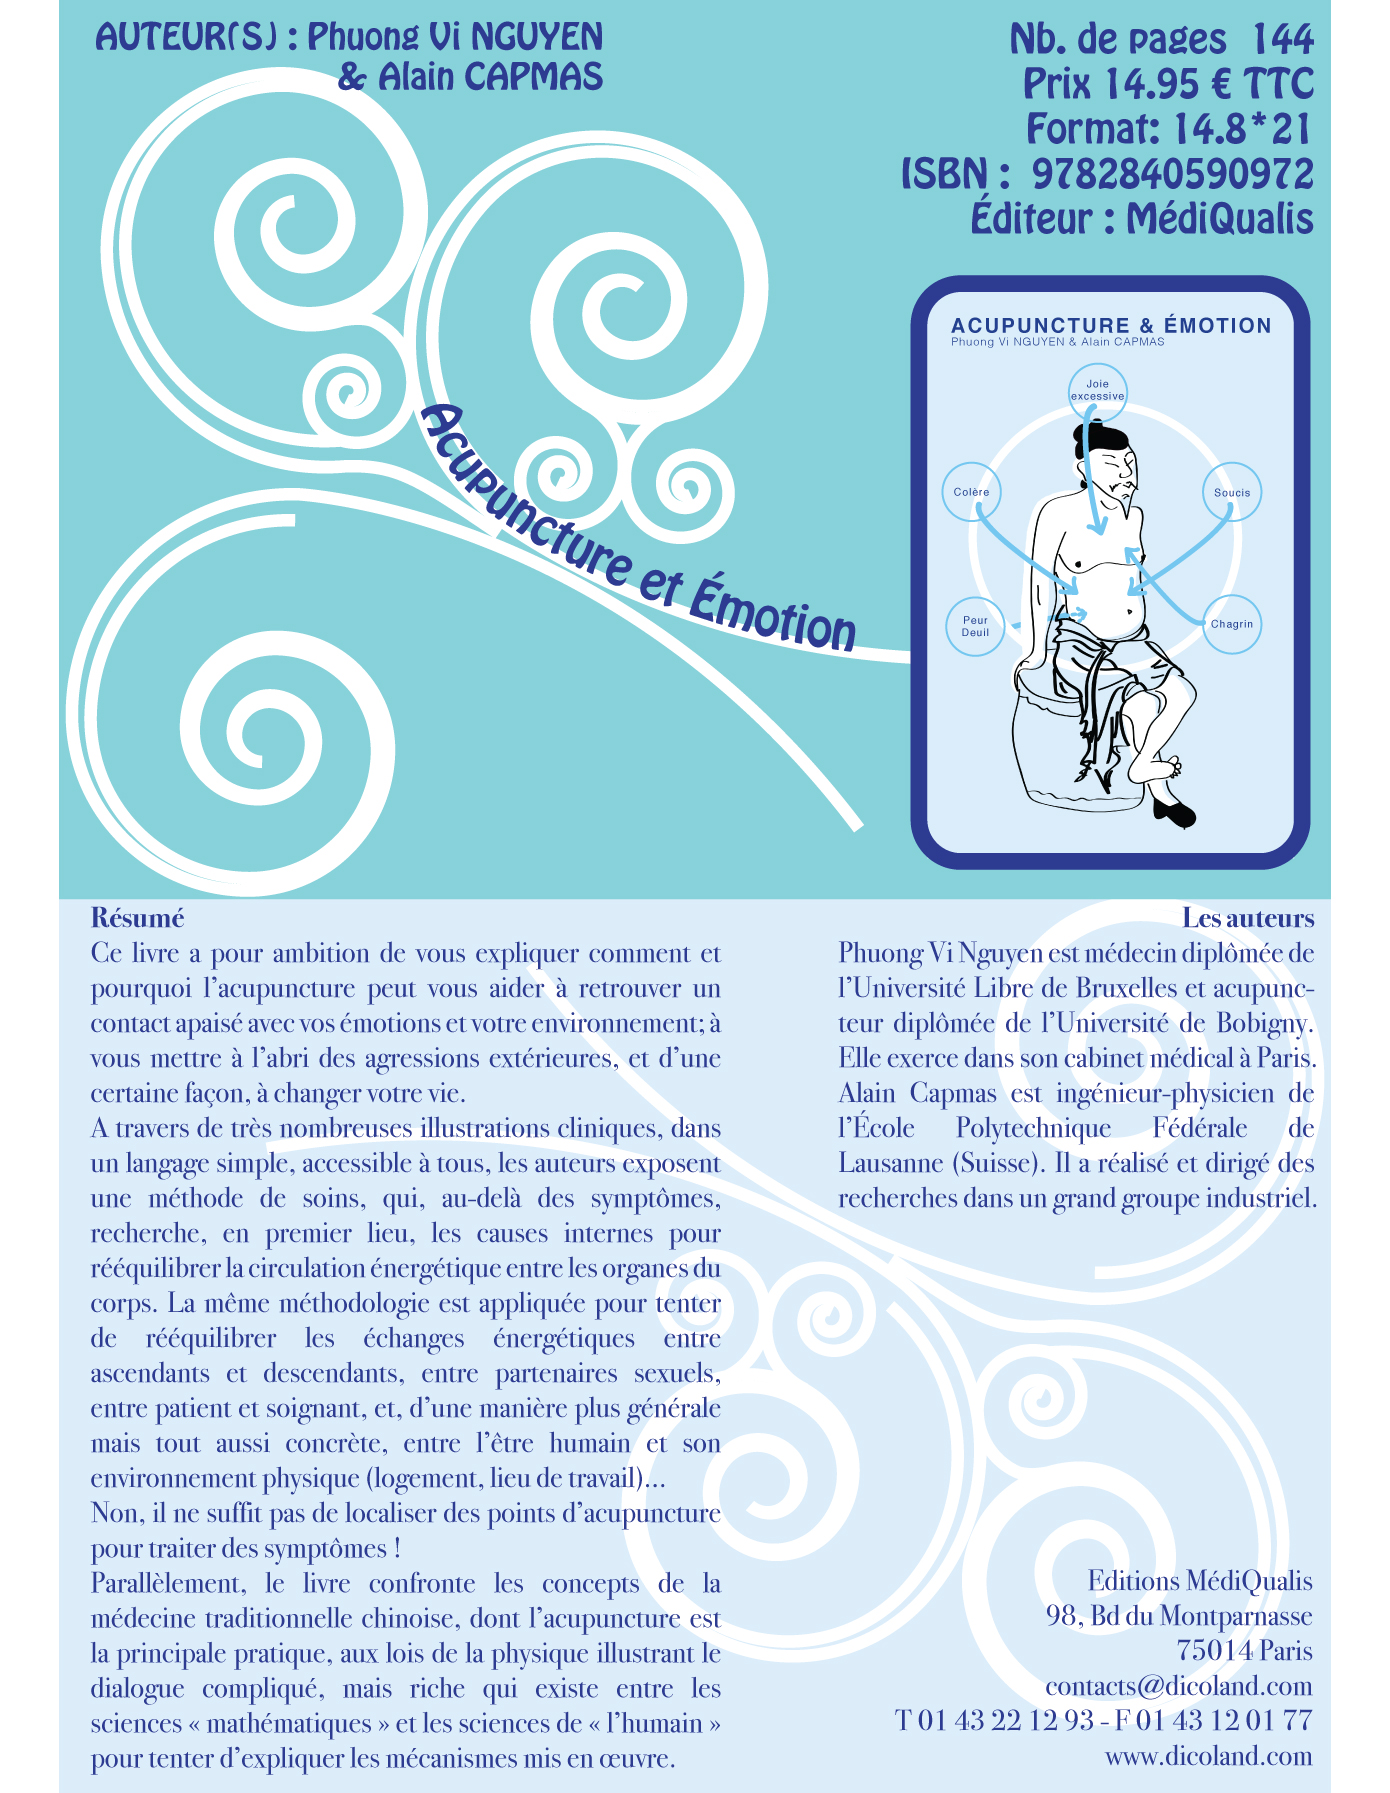 AUTEUR(S) : Phuong Vi NGUYEN
& Alain CAPMAS
Nb. de pages 144
Prix 14.95 € TTC
Format: 14.8*21
ISBN : 9782840590972
Éditeur : MédiQualis
Acupuncture et Émotion
ACUPUNCTURE & ÉMOTION
Phuong Vi NGUYEN & Alain CAPMAS
Joie
excessive
Colère
Soucis
Peur
Deuil
Chagrin
Résumé
Ce livre a pour ambition de vous expliquer comment et
pourquoi l’acupuncture peut vous aider à retrouver un
contact apaisé avec vos émotions et votre environnement; à
vous mettre à l’abri des agressions extérieures, et d’une
certaine façon, à changer votre vie.
A travers de très nombreuses illustrations cliniques, dans
un langage simple, accessible à tous, les auteurs exposent
une méthode de soins, qui, au-delà des symptômes,
recherche, en premier lieu, les causes internes pour
rééquilibrer la circulation énergétique entre les organes du
corps. La même méthodologie est appliquée pour tenter
de rééquilibrer les échanges énergétiques entre
ascendants et descendants, entre partenaires sexuels,
entre patient et soignant, et, d’une manière plus générale
mais tout aussi concrète, entre l’être humain et son
environnement physique (logement, lieu de travail)...
Non, il ne suffit pas de localiser des points d’acupuncture
pour traiter des symptômes !
Parallèlement, le livre confronte les concepts de la
médecine traditionnelle chinoise, dont l’acupuncture est
la principale pratique, aux lois de la physique illustrant le
dialogue compliqué, mais riche qui existe entre les
sciences « mathématiques » et les sciences de « l’humain »
pour tenter d’expliquer les mécanismes mis en œuvre.
Les auteurs
Phuong Vi Nguyen est médecin diplômée de
l’Université Libre de Bruxelles et acupunc-
teur diplômée de l’Université de Bobigny.
Elle exerce dans son cabinet médical à Paris.
Alain Capmas est ingénieur-physicien de
l’École Polytechnique Fédérale de
Lausanne (Suisse). Il a réalisé et dirigé des
recherches dans un grand groupe industriel.
Editions MédiQualis
98, Bd du Montparnasse
75014 Paris
contacts@dicoland.com
T 01 43 22 12 93 - F 01 43 12 01 77
www.dicoland.com